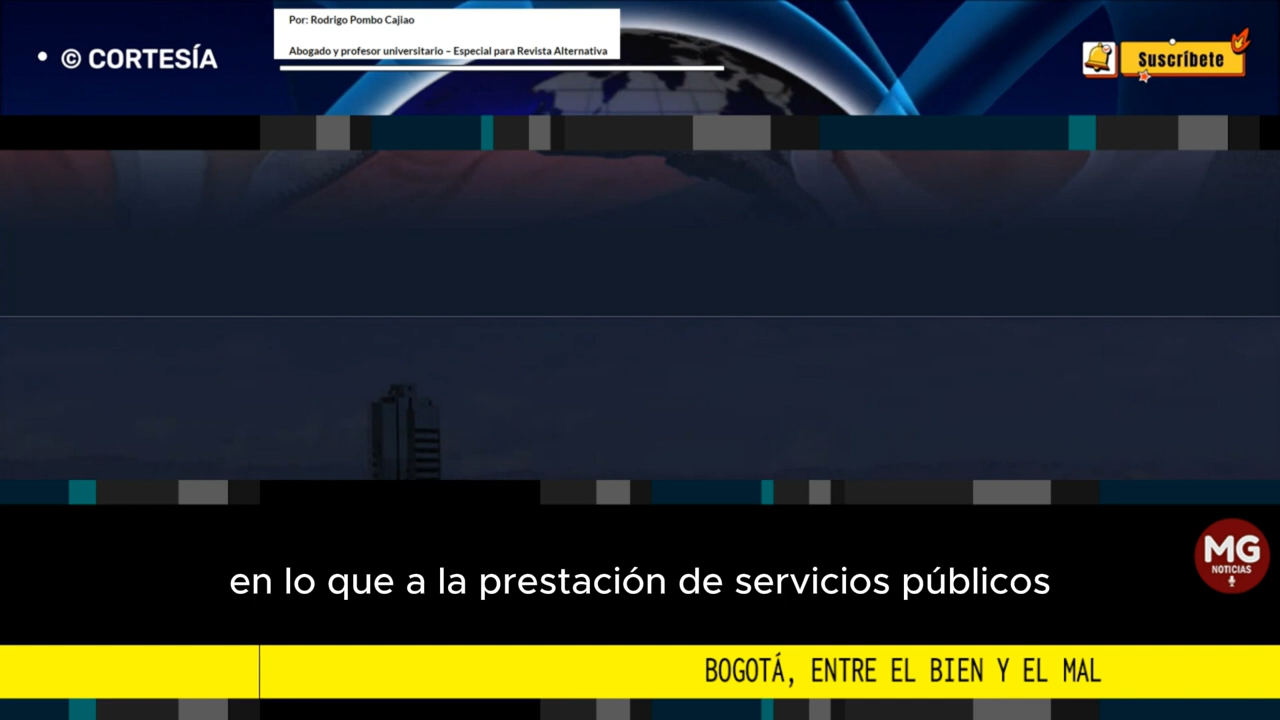 Por: Rodrigo Pombo Cajiao
Abogado y profesor universitario – Especial para Revista Alternativa
• © CORTESÍA
Suscríbete
MG
NOTICIAS
en lo que a la prestación de servicios públicos
BOGOTÁ, ENTRE EL BIEN Y EL MAL